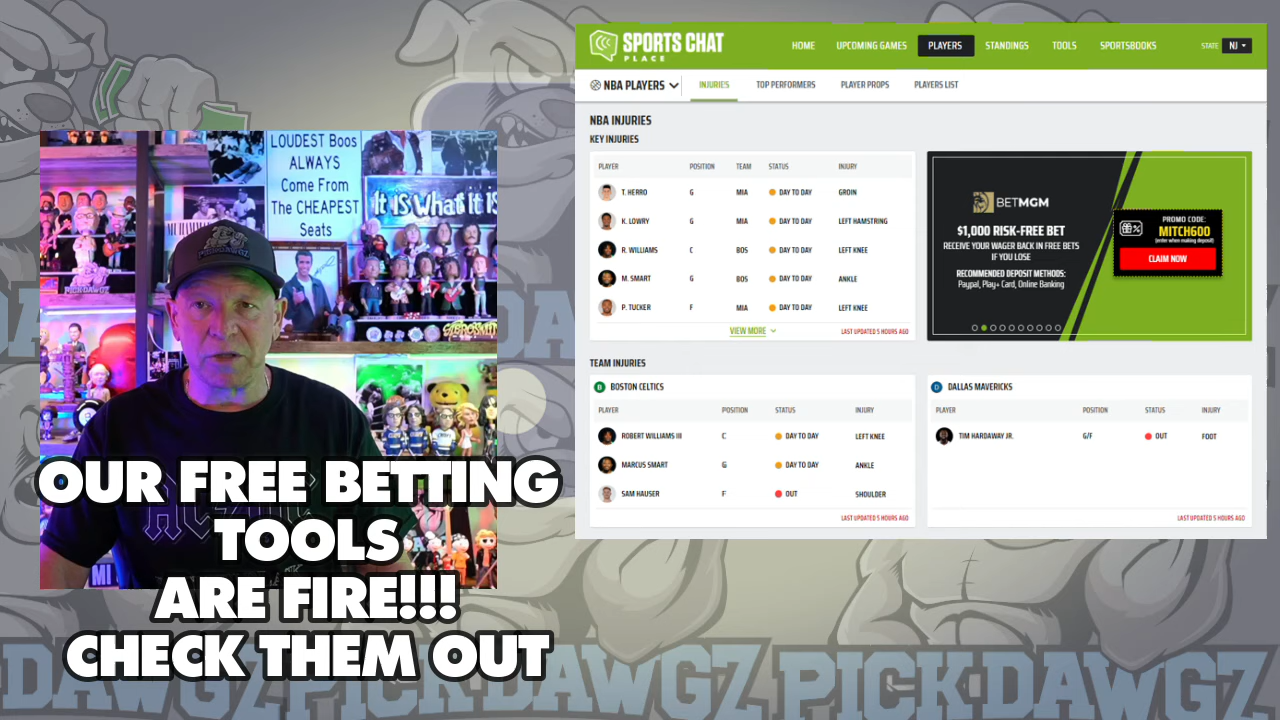 SPORTS CHAT
PLACE
HOME
UPCOMING GAMES
PLAYERS
STANDINGS
TOOLS
SPORTSBOOKS
STATE
NJ
NBA PLAYERS
INJURIES
TOP PERFORMERS
PLAYER PROPS
PLAYERS LIST
NBA INJURIES
KEY INJURIES
PLAYER POSITION TEAM STATUS INJURY
T. HERRO G MIA DAY TO DAY GROIN
K. LOWRY G MIA DAY TO DAY LEFT HAMSTRING
R. WILLIAMS C BOS DAY TO DAY LEFT KNEE
M. SMART G BOS DAY TO DAY ANKLE
P. TUCKER F MIA DAY TO DAY LEFT KNEE
VIEW MORE
LAST UPDATED 5 HOURS AGO
BETMGM
$1,000 RISK-FREE BET
RECEIVE YOUR WAGER BACK IN FREE BETS
IF YOU LOSE
RECOMMENDED DEPOSIT METHODS:
Paypal, Play+ Card, Online Banking
PROMO CODE:
MITCH600
(enter when making deposit)
CLAIM NOW
TEAM INJURIES
B BOSTON CELTICS
PLAYER POSITION STATUS INJURY
ROBERT WILLIAMS III C DAY TO DAY LEFT KNEE
MARCUS SMART G DAY TO DAY ANKLE
SAM HAUSER F OUT SHOULDER
LAST UPDATED 5 HOURS AGO
D DALLAS MAVERICKS
PLAYER POSITION STATUS INJURY
TIM HARDAWAY JR. G/F OUT FOOT
LAST UPDATED 5 HOURS AGO
LOUDEST Boos
ALWAYS
Come From
The CHEAPEST
Seats
It IS What it is
PICKDAWGZ
AEROSMITH
OUR FREE BETTING
TOOLS
ARE FIRE!!!
CHECK THEM OUT
DAWGZ PICKDAWGZ PICKDAWGZ